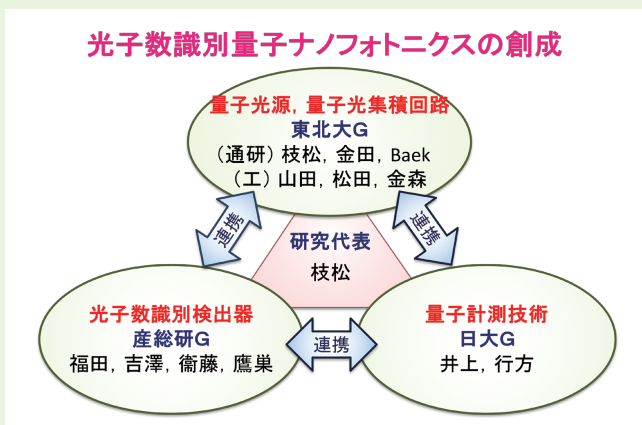 光子数識別量子ナノフォトニクスの創成
量子光源, 量子光集積回路
東北大G
(通研) 枝松, 金田, Baek
(工) 山田, 松田, 金森
連携
連携
研究代表
枝松
光子数識別検出器
産総研G
福田, 吉澤, 衞藤, 鷹巣
連携
量子計測技術
日大G
井上, 行方